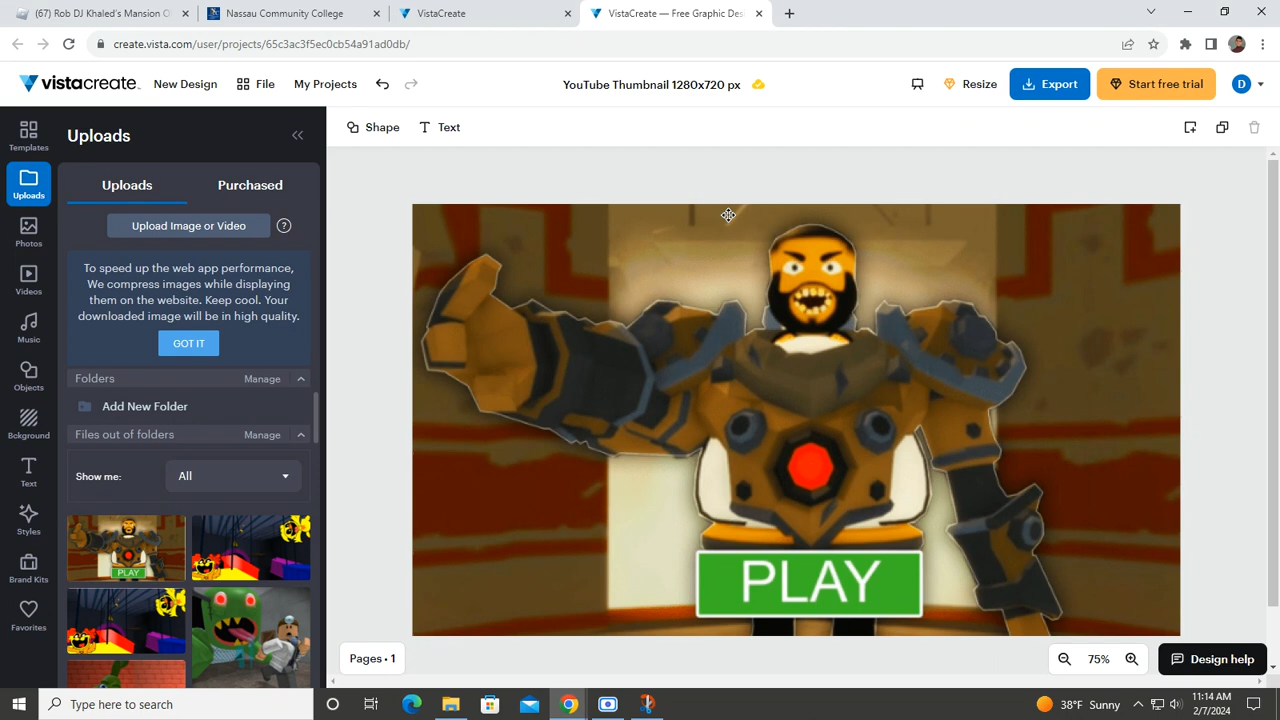 (67) Rob DJ Khaled's Mansion O
Nassau Community College
VistaCreate
VistaCreate — Free Graphic Des
create.vista.com/user/projects/65c3ac3f5ec0cb54a91ad0db/
vistacreate
New Design
File
My Projects
YouTube Thumbnail 1280x720 px
Resize
Export
Start free trial
D
Templates
Uploads
Photos
Videos
Music
Objects
Bckground
Text
Styles
Brand Kits
Favorites
Uploads
Uploads
Purchased
Upload Image or Video
?
To speed up the web app performance,
We compress images while displaying
them on the website. Keep cool. Your
downloaded image will be in high quality.
GOT IT
Folders
Manage
Add New Folder
Files out of folders
Manage
Show me:
All
PLAY
Shape
Text
PLAY
Pages • 1
75%
Design help
Type here to search
38°F Sunny
11:14 AM
2/7/2024